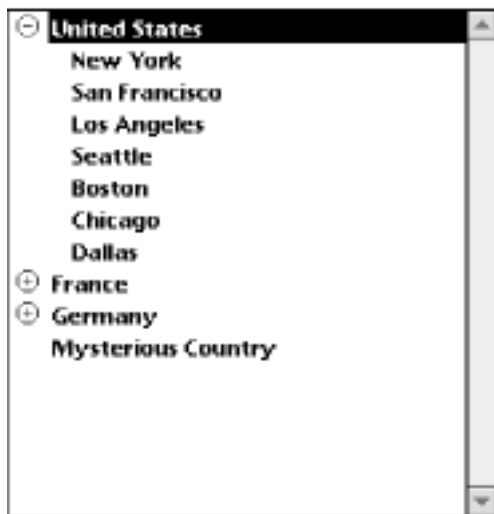 United States
New York
San Francisco
Los Angeles
Seattle
Boston
Chicago
Dallas
France
Germany
Mysterious Country